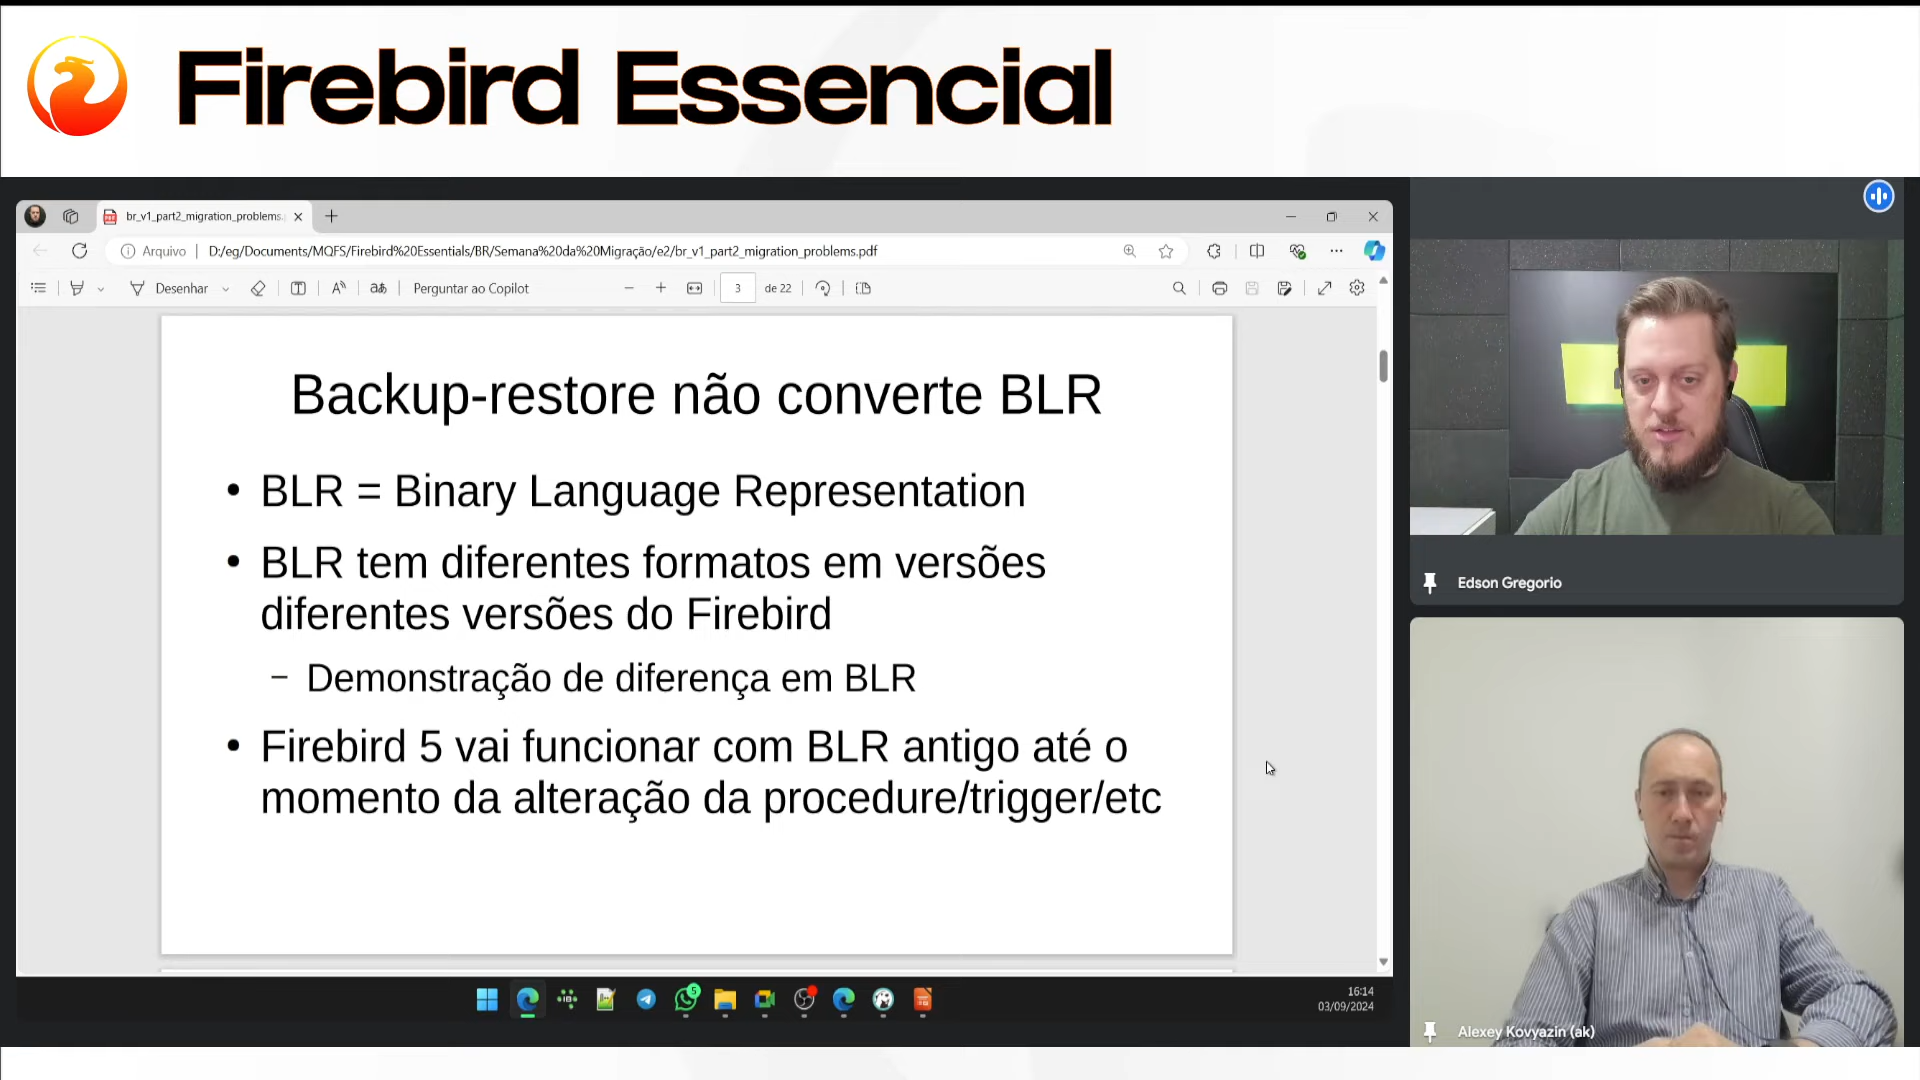 Firebird Essencial
br_v1_part2_migration_problems.
Arquivo
D:/eg/Documents/MQFS/Firebird%20Essentials/BR/Semana%20da%20Migração/e2/br_v1_part2_migration_problems.pdf
Desenhar
Perguntar ao Copilot
3
de 22
Backup-restore não converte BLR
• BLR = Binary Language Representation
• BLR tem diferentes formatos em versões
diferentes versões do Firebird
– Demonstração de diferença em BLR
• Firebird 5 vai funcionar com BLR antigo até o
momento da alteração da procedure/trigger/etc
5
16:14
03/09/2024
Edson Gregorio
Alexey Kovyazin (ak)